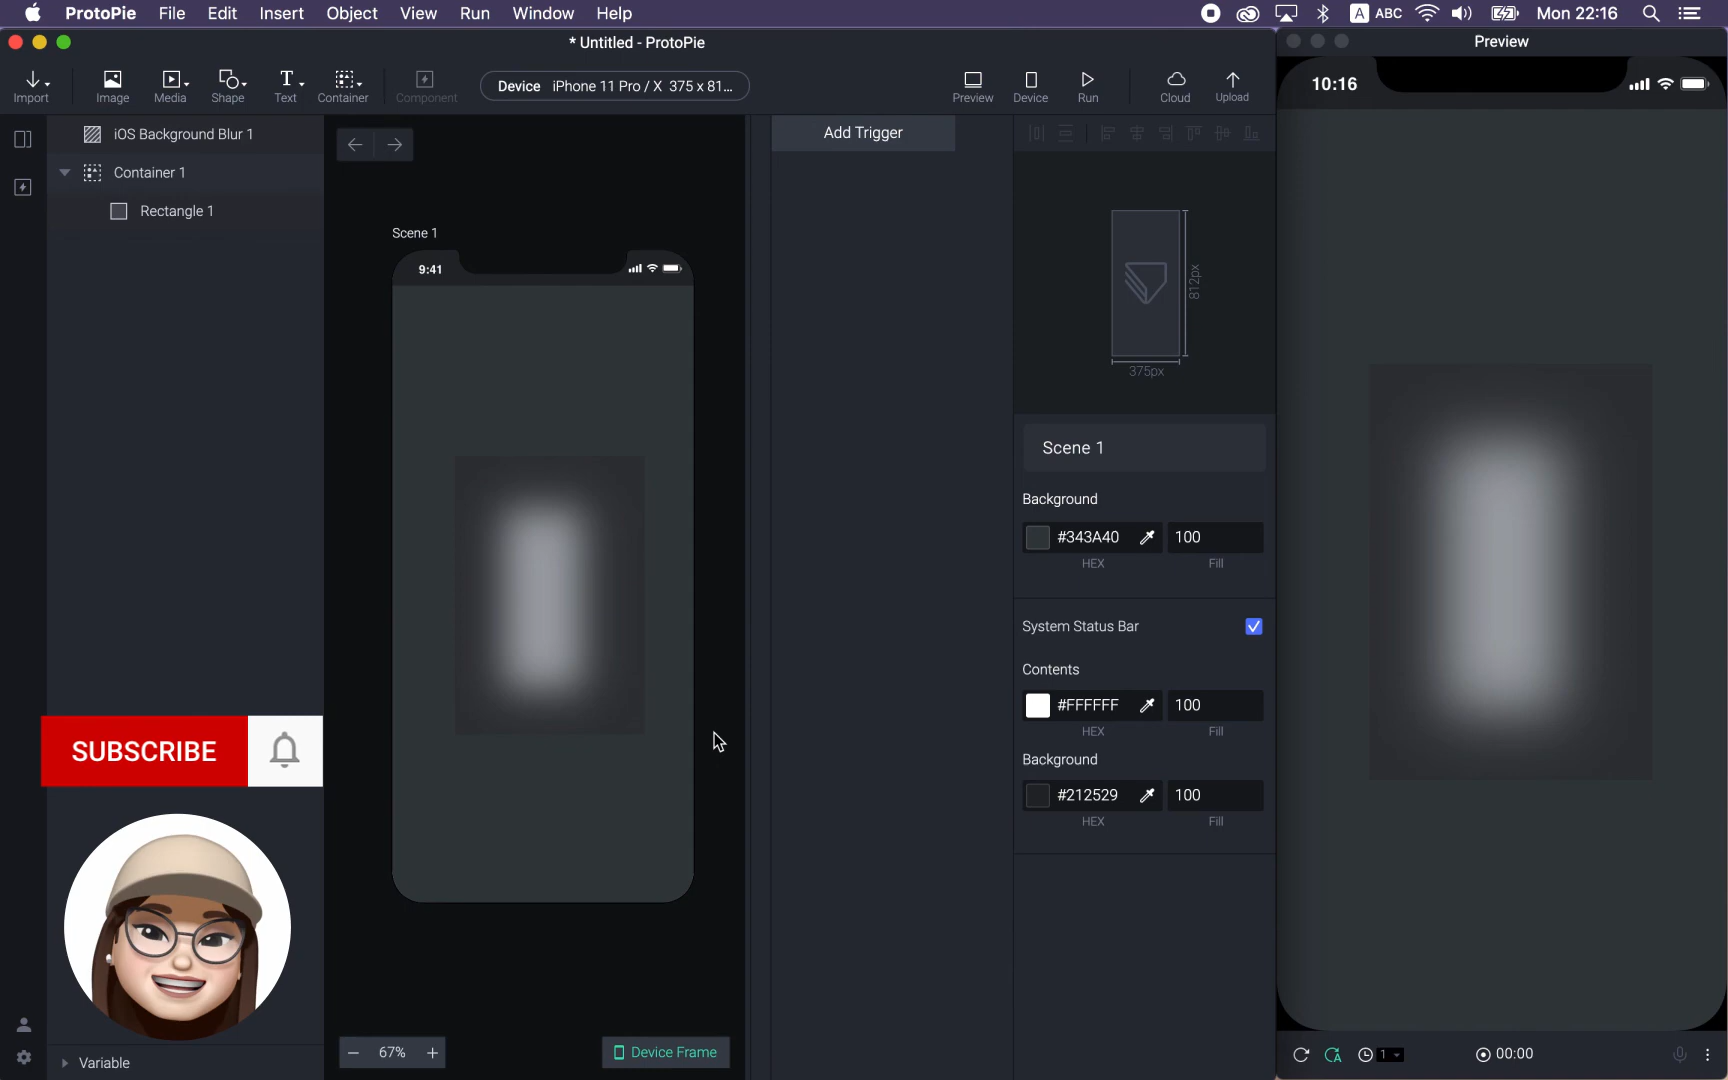 ProtoPie File Edit Insert Object View Run Window Help
A ABC Mon 22:16
* Untitled - ProtoPie
Preview
Import Image Media Shape Text Container Component
Device iPhone 11 Pro / X 375 x 81...
Preview Device Run Cloud Upload
10:16
iOS Background Blur 1
Container 1
Rectangle 1
Scene 1
9:41
Add Trigger
812px
375px
Scene 1
Background
#343A40 100
HEX Fill
System Status Bar
Contents
#FFFFFF 100
HEX Fill
Background
#212529 100
HEX Fill
SUBSCRIBE
Variable
67%
Device Frame
1
00:00